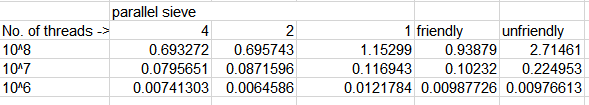 parallel sieve
No. of threads -> 4 2 1 friendly unfriendly
10^8 0.693272 0.695743 1.15299 0.93879 2.71461
10^7 0.0795651 0.0871596 0.116943 0.10232 0.224953
10^6 0.00741303 0.0064586 0.0121784 0.00987726 0.00976613